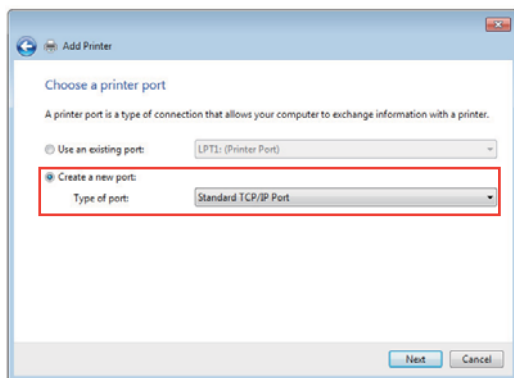 Add Printer
Choose a printer port
A printer port is a type of connection that allows your computer to exchange information with a printer.
Use an existing port: LPT1: (Printer Port)
Create a new port:
Type of port: Standard TCP/IP Port
Next Cancel